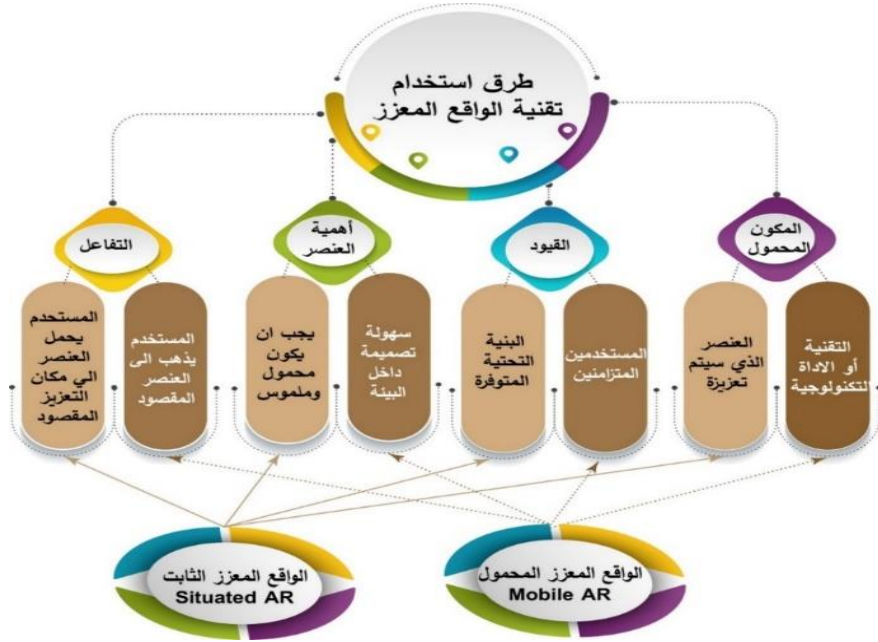 طرق استخدام
تقنية الواقع المعزز
المكون
المحمول
القيود
أهمية
العنصر
التفاعل
التقنية
أو الاداة
التكنولوجية
العنصر
الذي سيتم
تعزيزة
المستخدمين
المتزامنين
البنية
التحتية
المتوفرة
سهولة
تصميمة
داخل
البيئة
يجب ان
يكون
محمول
وملموس
المستخدم
يذهب الى
العنصر
المقصود
المستحدم
يحمل
العنصر
الي مكان
التعزيز
المقصود
الواقع المعزز المحمول
Mobile AR
الواقع المعزز الثابت
Situated AR